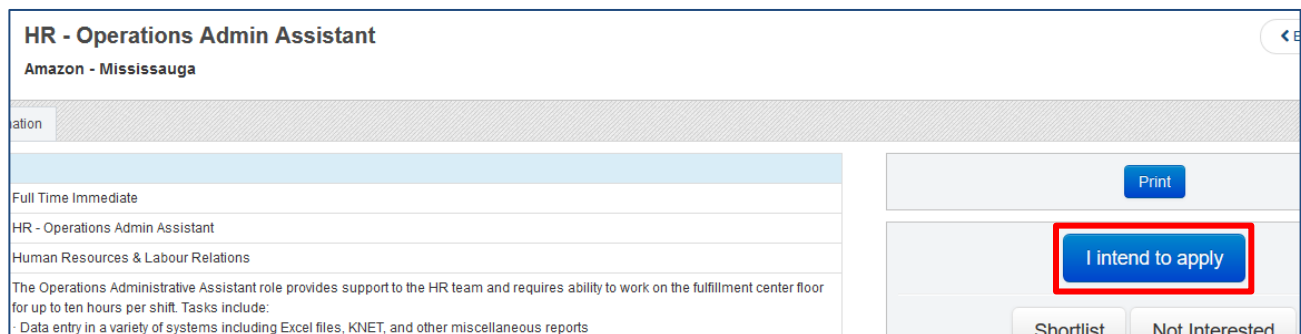 HR - Operations Admin Assistant
Amazon - Mississauga
ation
Full Time Immediate
HR - Operations Admin Assistant
Human Resources & Labour Relations
The Operations Administrative Assistant role provides support to the HR team and requires ability to work on the fulfillment center floor
for up to ten hours per shift. Tasks include:
· Data entry in a variety of systems including Excel files, KNET, and other miscellaneous reports
Print
I intend to apply
Shortlist
Not Interested